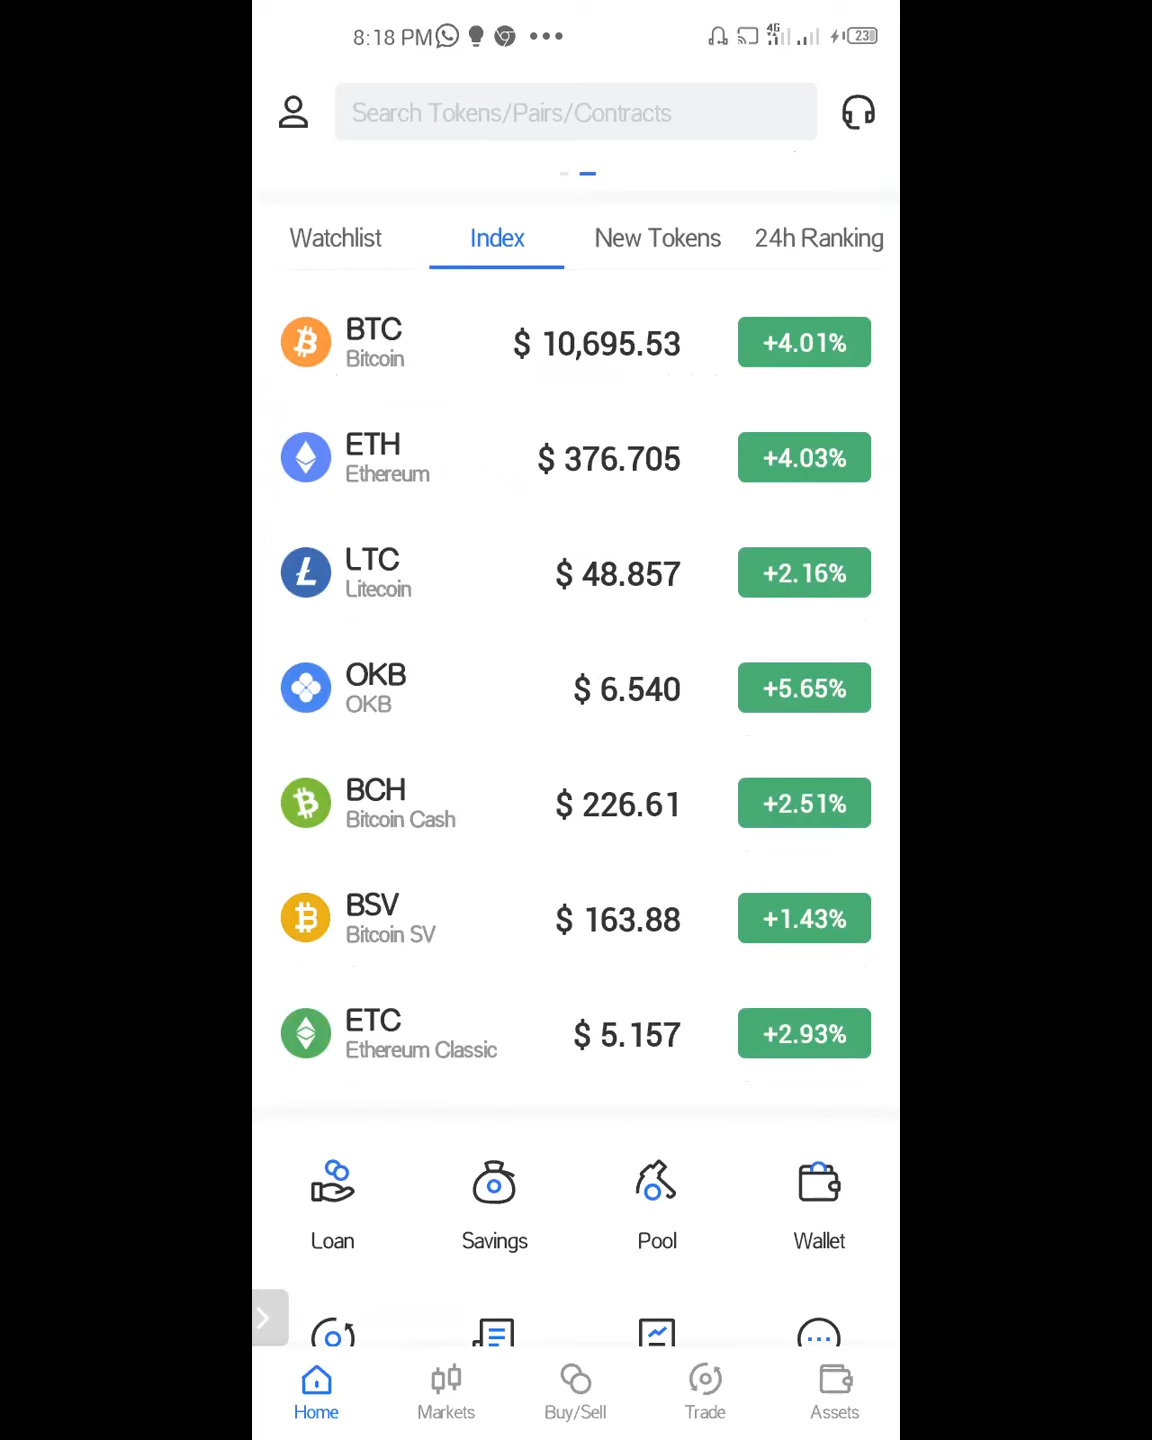 8:18 PM
4G
23
Search Tokens/Pairs/Contracts
Watchlist Index New Tokens 24h Ranking
BTC
Bitcoin
$ 10,695.53
+4.01%
ETH
Ethereum
$ 376.705
+4.03%
LTC
Litecoin
$ 48.857
+2.16%
OKB
OKB
$ 6.540
+5.65%
BCH
Bitcoin Cash
$ 226.61
+2.51%
BSV
Bitcoin SV
$ 163.88
+1.43%
ETC
Ethereum Classic
$ 5.157
+2.93%
Loan Savings Pool Wallet
Home Markets Buy/Sell Trade Assets